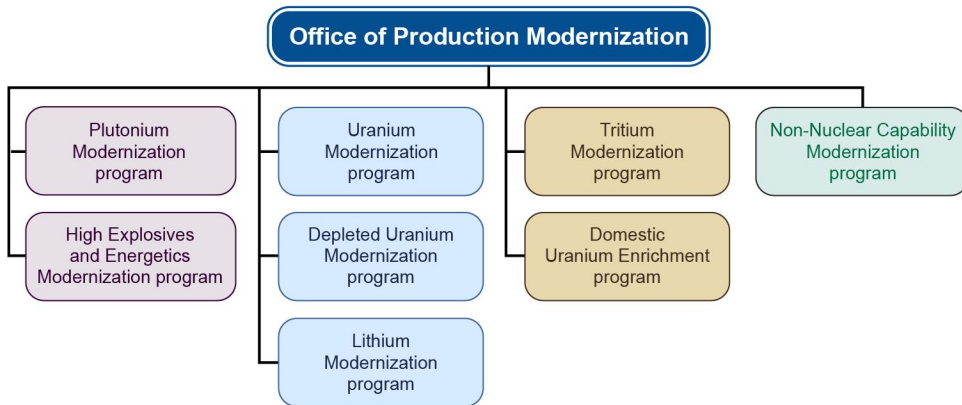 Office of Production Modernization
Plutonium
Modernization
program
High Explosives
and Energetics
Modernization program
Uranium
Modernization
program
Depleted Uranium
Modernization
program
Lithium
Modernization
program
Tritium
Modernization
program
Domestic
Uranium Enrichment
program
Non-Nuclear Capability
Modernization
program